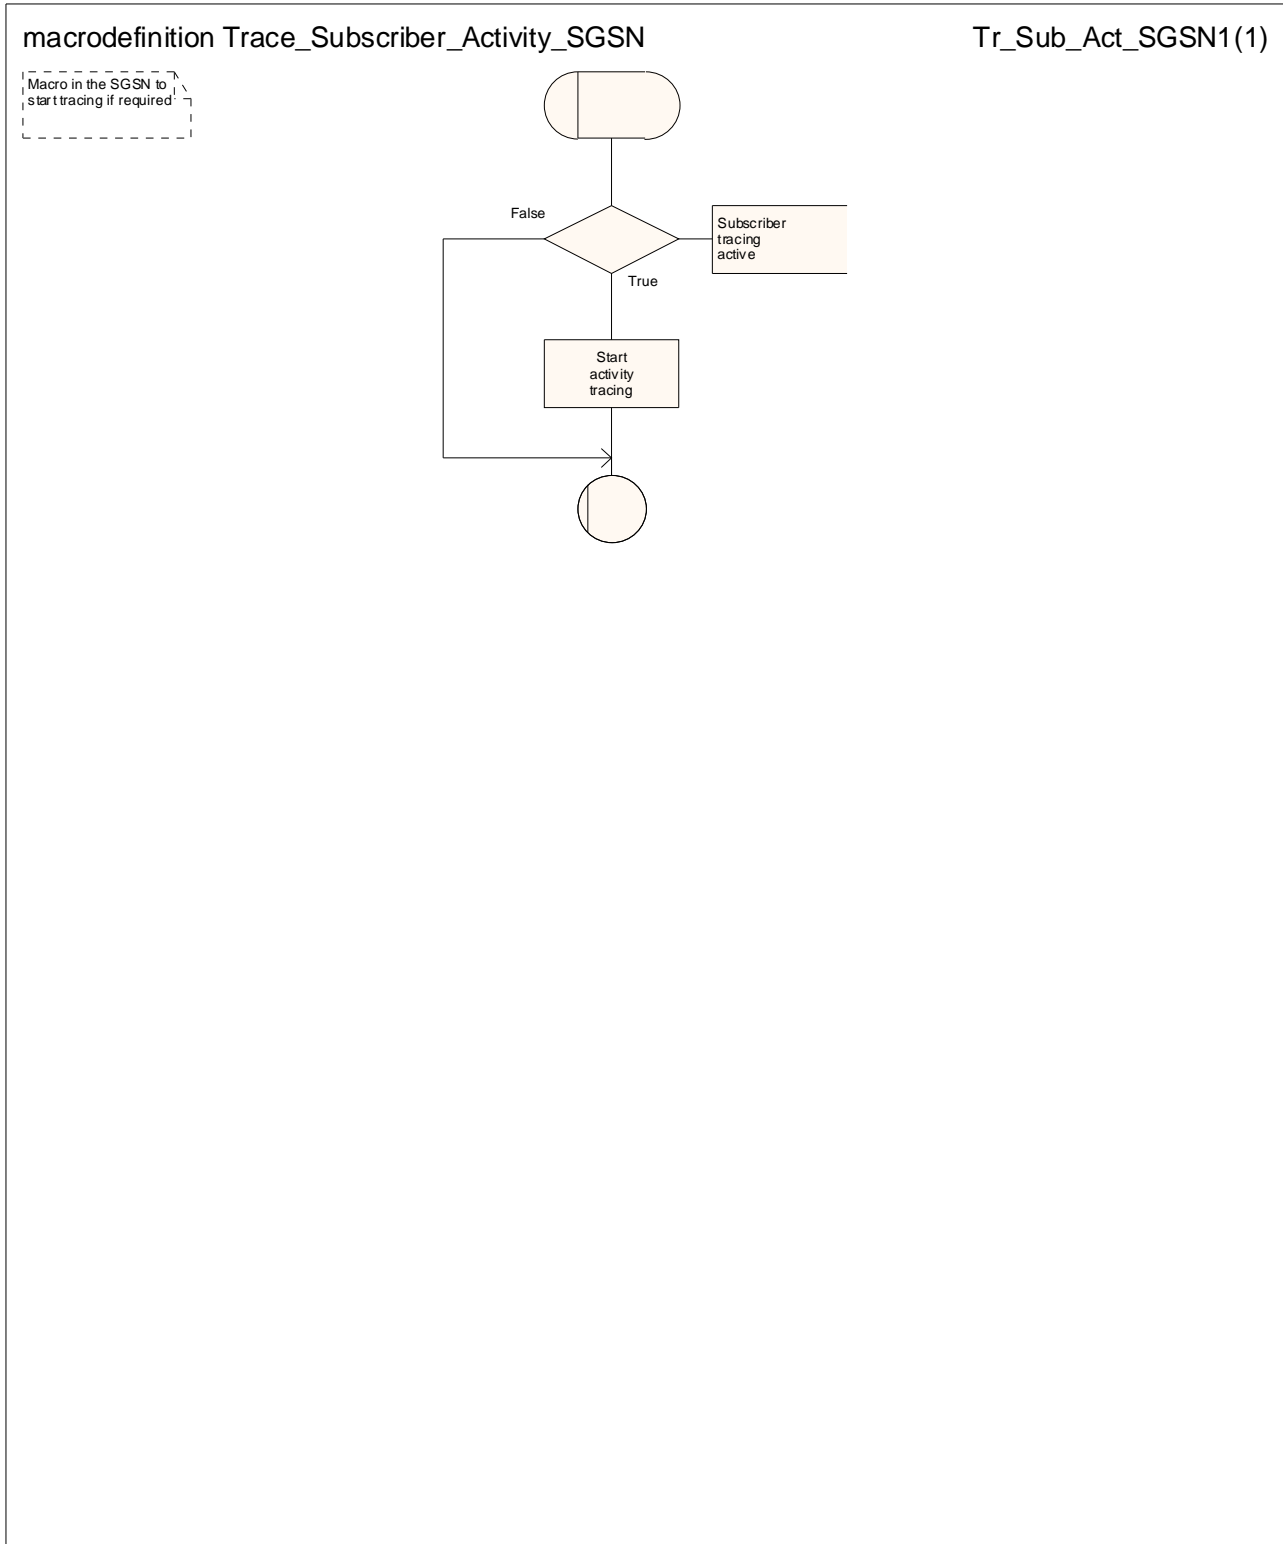 macrodefinition Trace_Subscriber_Activity_SGSN
Tr_Sub_Act_SGSN1(1)
Macro in the SGSN to
start tracing if required
False
Subscriber
tracing
active
True
Start
activity
tracing